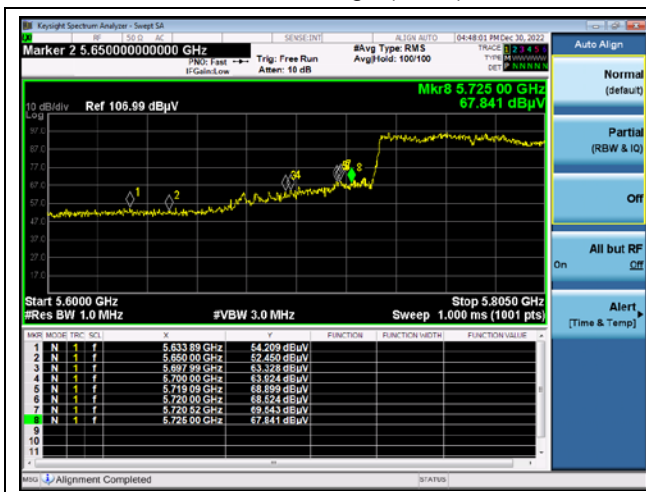 Keysight Spectrum Analyzer - Swept SA
RF 50 Ω AC SENSE:INT ALIGN AUTO 04:48:01 PM Dec 30, 2022
Marker 2 5.650000000000 GHz
PNO: Fast Trig: Free Run
IFGain:Low Atten: 10 dB
#Avg Type: RMS
Avg|Hold: 100/100
TRACE 1 2 3 4 5 6
TYPE M
DET P N N N N N
Mkr8 5.725 00 GHz
67.841 dBµV
10 dB/div Ref 106.99 dBµV
Log
97.0
87.0
77.0
67.0
57.0
47.0
37.0
27.0
17.0
1
2
8
Start 5.6000 GHz Stop 5.8050 GHz
#Res BW 1.0 MHz #VBW 3.0 MHz Sweep 1.000 ms (1001 pts)
MKR MODE TRC SCL X Y FUNCTION FUNCTION WIDTH FUNCTION VALUE
1 N 1 f 5.633 89 GHz 54.209 dBµV
2 N 1 f 5.650 00 GHz 52.450 dBµV
3 N 1 f 5.697 99 GHz 63.328 dBµV
4 N 1 f 5.700 00 GHz 63.924 dBµV
5 N 1 f 5.719 09 GHz 68.899 dBµV
6 N 1 f 5.720 00 GHz 68.524 dBµV
7 N 1 f 5.720 52 GHz 69.543 dBµV
8 N 1 f 5.725 00 GHz 67.841 dBµV
9
10
11
MSG Alignment Completed STATUS
Auto Align
Normal
(default)
Partial
(RBW & IQ)
Off
All but RF
On Off
Alert
[Time & Temp]